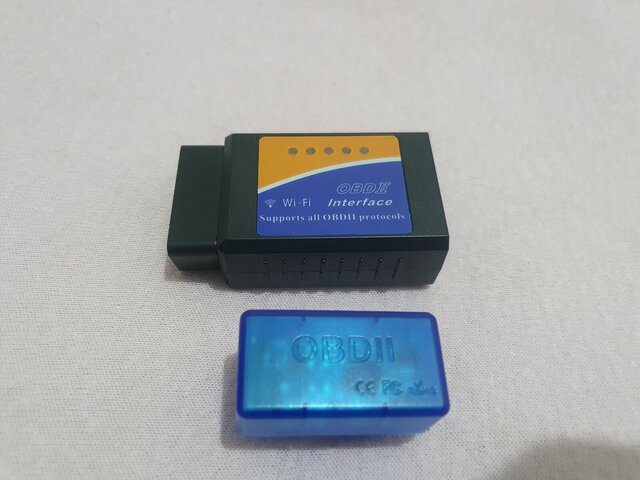 OBDII
Wi-Fi Interface
Supports all OBDII protocols
OBDII
CE FC